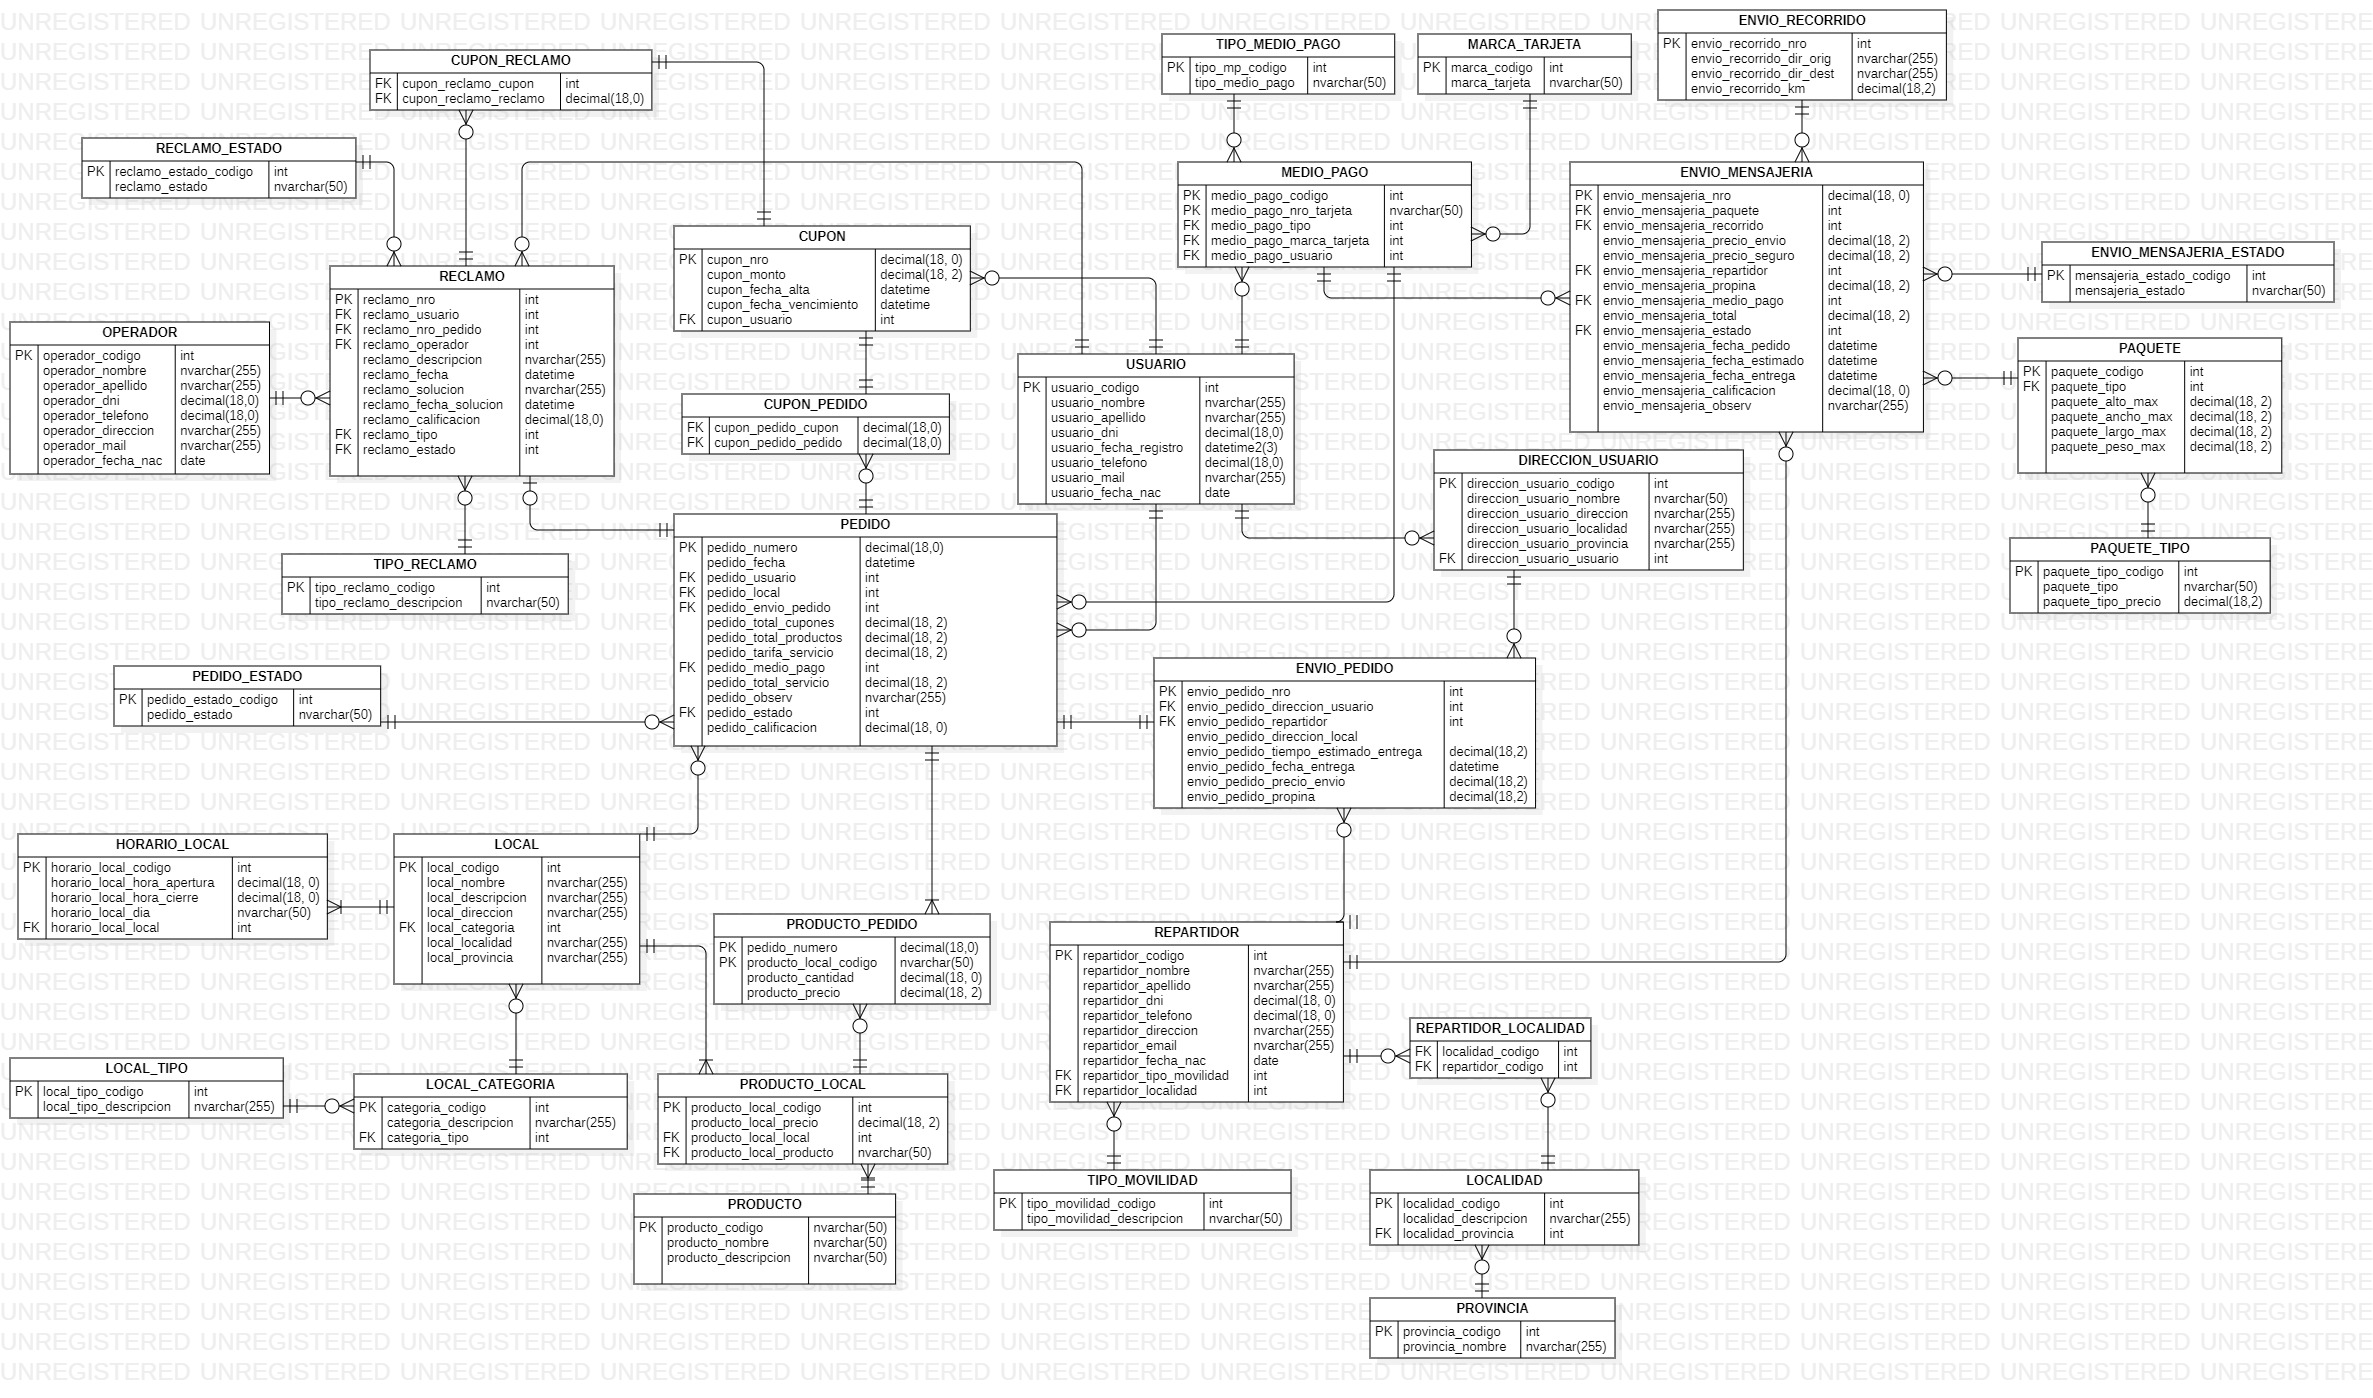 CUPON_RECLAMO
FK cupon_reclamo_cupon int
FK cupon_reclamo_reclamo decimal(18,0)
TIPO_MEDIO_PAGO
PK tipo_mp_codigo int
tipo_medio_pago nvarchar(50)
MARCA_TARJETA
PK marca_codigo int
marca_tarjeta nvarchar(50)
ENVIO_RECORRIDO
PK envio_recorrido_nro int
envio_recorrido_dir_orig nvarchar(255)
envio_recorrido_dir_dest nvarchar(255)
envio_recorrido_km decimal(18,2)
RECLAMO_ESTADO
PK reclamo_estado_codigo int
reclamo_estado nvarchar(50)
MEDIO_PAGO
PK medio_pago_codigo int
PK medio_pago_nro_tarjeta nvarchar(50)
FK medio_pago_tipo int
FK medio_pago_marca_tarjeta int
FK medio_pago_usuario int
ENVIO_MENSAJERIA
PK envio_mensajeria_nro decimal(18, 0)
FK envio_mensajeria_paquete int
FK envio_mensajeria_recorrido int
envio_mensajeria_precio_envio decimal(18, 2)
envio_mensajeria_precio_seguro decimal(18, 2)
FK envio_mensajeria_repartidor int
envio_mensajeria_propina decimal(18, 2)
FK envio_mensajeria_medio_pago int
envio_mensajeria_total decimal(18, 2)
FK envio_mensajeria_estado int
envio_mensajeria_fecha_pedido datetime
envio_mensajeria_fecha_estimado datetime
envio_mensajeria_fecha_entrega datetime
envio_mensajeria_calificacion decimal(18, 0)
envio_mensajeria_observ nvarchar(255)
ENVIO_MENSAJERIA_ESTADO
PK mensajeria_estado_codigo int
mensajeria_estado nvarchar(50)
CUPON
PK cupon_nro decimal(18, 0)
cupon_monto decimal(18, 2)
cupon_fecha_alta datetime
cupon_fecha_vencimiento datetime
FK cupon_usuario int
RECLAMO
PK reclamo_nro int
FK reclamo_usuario int
FK reclamo_nro_pedido int
FK reclamo_operador int
reclamo_descripcion nvarchar(255)
reclamo_fecha datetime
reclamo_solucion nvarchar(255)
reclamo_fecha_solucion datetime
reclamo_calificacion decimal(18,0)
FK reclamo_tipo int
FK reclamo_estado int
OPERADOR
PK operador_codigo int
operador_nombre nvarchar(255)
operador_apellido nvarchar(255)
operador_dni decimal(18,0)
operador_telefono decimal(18,0)
operador_direccion nvarchar(255)
operador_mail nvarchar(255)
operador_fecha_nac date
PAQUETE
PK paquete_codigo int
FK paquete_tipo int
paquete_alto_max decimal(18, 2)
paquete_ancho_max decimal(18, 2)
paquete_largo_max decimal(18, 2)
paquete_peso_max decimal(18, 2)
USUARIO
PK usuario_codigo int
usuario_nombre nvarchar(255)
usuario_apellido nvarchar(255)
usuario_dni decimal(18,0)
usuario_fecha_registro datetime2(3)
usuario_telefono decimal(18,0)
usuario_mail nvarchar(255)
usuario_fecha_nac date
CUPON_PEDIDO
FK cupon_pedido_cupon decimal(18,0)
FK cupon_pedido_pedido decimal(18,0)
DIRECCION_USUARIO
PK direccion_usuario_codigo int
direccion_usuario_nombre nvarchar(50)
direccion_usuario_direccion nvarchar(255)
direccion_usuario_localidad nvarchar(255)
direccion_usuario_provincia nvarchar(255)
FK direccion_usuario_usuario int
PEDIDO
PK pedido_numero decimal(18,0)
pedido_fecha datetime
FK pedido_usuario int
FK pedido_local int
FK pedido_envio_pedido int
pedido_total_cupones decimal(18, 2)
pedido_total_productos decimal(18, 2)
pedido_tarifa_servicio decimal(18, 2)
FK pedido_medio_pago int
pedido_total_servicio decimal(18, 2)
pedido_observ nvarchar(255)
FK pedido_estado int
pedido_calificacion decimal(18, 0)
PAQUETE_TIPO
PK paquete_tipo_codigo int
paquete_tipo nvarchar(50)
paquete_tipo_precio decimal(18,2)
TIPO_RECLAMO
PK tipo_reclamo_codigo int
tipo_reclamo_descripcion nvarchar(50)
PEDIDO_ESTADO
PK pedido_estado_codigo int
pedido_estado nvarchar(50)
ENVIO_PEDIDO
PK envio_pedido_nro int
FK envio_pedido_direccion_usuario int
FK envio_pedido_repartidor int
envio_pedido_direccion_local
envio_pedido_tiempo_estimado_entrega decimal(18,2)
envio_pedido_fecha_entrega datetime
envio_pedido_precio_envio decimal(18,2)
envio_pedido_propina decimal(18,2)
HORARIO_LOCAL
PK horario_local_codigo int
horario_local_hora_apertura decimal(18, 0)
horario_local_hora_cierre decimal(18, 0)
horario_local_dia nvarchar(50)
FK horario_local_local int
LOCAL
PK local_codigo int
local_nombre nvarchar(255)
local_descripcion nvarchar(255)
local_direccion nvarchar(255)
FK local_categoria int
local_localidad nvarchar(255)
local_provincia nvarchar(255)
PRODUCTO_PEDIDO
PK pedido_numero decimal(18,0)
PK producto_local_codigo nvarchar(50)
producto_cantidad decimal(18, 0)
producto_precio decimal(18, 2)
REPARTIDOR
PK repartidor_codigo int
repartidor_nombre nvarchar(255)
repartidor_apellido nvarchar(255)
repartidor_dni decimal(18, 0)
repartidor_telefono decimal(18, 0)
repartidor_direccion nvarchar(255)
repartidor_email nvarchar(255)
repartidor_fecha_nac date
FK repartidor_tipo_movilidad int
FK repartidor_localidad int
REPARTIDOR_LOCALIDAD
FK localidad_codigo int
FK repartidor_codigo int
LOCAL_TIPO
PK local_tipo_codigo int
local_tipo_descripcion nvarchar(255)
LOCAL_CATEGORIA
PK categoria_codigo int
categoria_descripcion nvarchar(255)
FK categoria_tipo int
PRODUCTO_LOCAL
PK producto_local_codigo int
producto_local_precio decimal(18, 2)
FK producto_local_local int
FK producto_local_producto nvarchar(50)
TIPO_MOVILIDAD
PK tipo_movilidad_codigo int
tipo_movilidad_descripcion nvarchar(50)
LOCALIDAD
PK localidad_codigo int
localidad_descripcion nvarchar(255)
FK localidad_provincia int
PRODUCTO
PK producto_codigo nvarchar(50)
producto_nombre nvarchar(50)
producto_descripcion nvarchar(50)
PROVINCIA
PK provincia_codigo int
provincia_nombre nvarchar(255)
UNREGISTERED